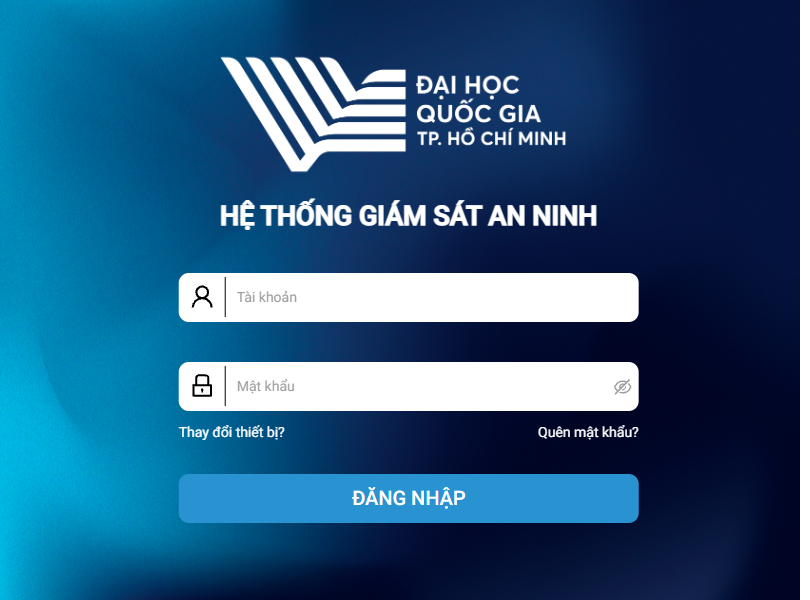 ĐẠI HỌC
QUỐC GIA
TP. HỒ CHÍ MINH
HỆ THỐNG GIÁM SÁT AN NINH
Tài khoản
Mật khẩu
Thay đổi thiết bị?
Quên mật khẩu?
ĐĂNG NHẬP